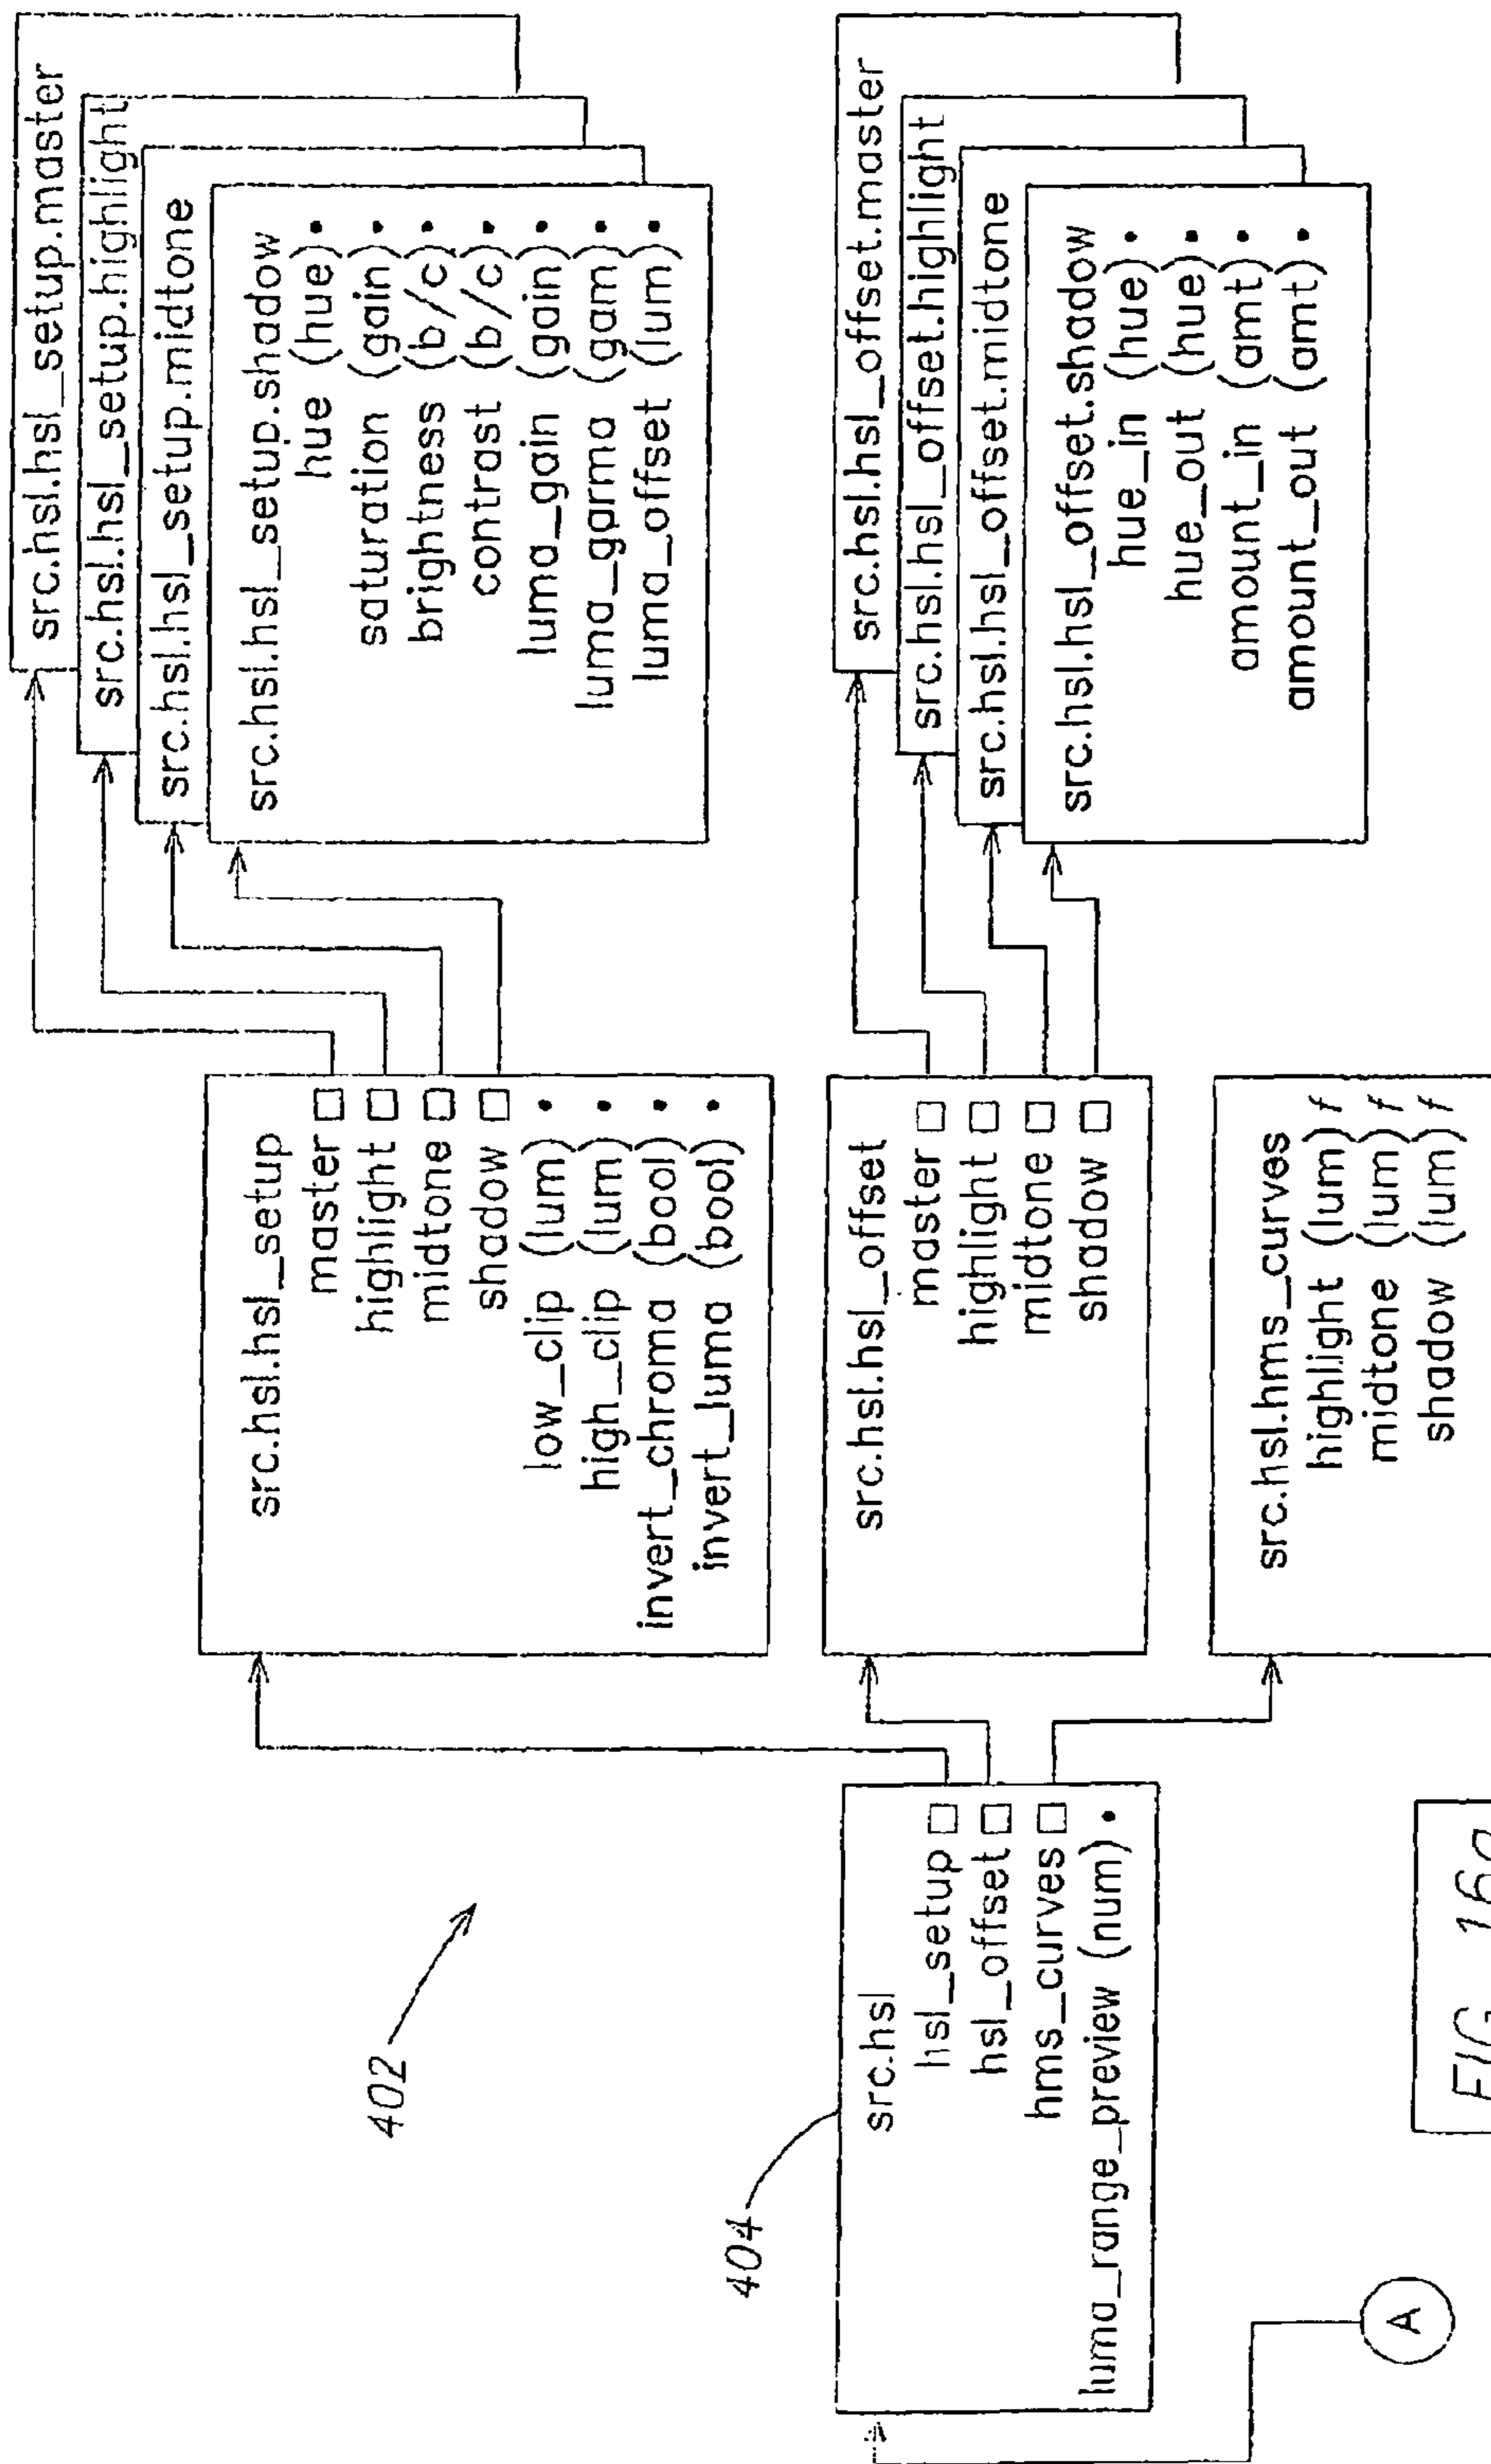 402
404
src.hsl
hsl_setup
hsl_offset
hms_curves
luma_range_preview (num) •
A
src.hsl.hsl_setup
master
highlight
midtone
shadow
low_clip (lum) •
high_clip (lum) •
invert_chroma (bool) •
invert_luma (bool) •
src.hsl.hsl_offset
master
highlight
midtone
shadow
src.hsl.hms_curves
highlight (lum) f
midtone (lum) f
shadow (lum) f
src.hsl.hsl_setup.master
src.hsl.hsl_setup.highlight
src.hsl.hsl_setup.midtone
src.hsl.hsl_setup.shadow
hue (hue) •
saturation (gain) •
brightness (b/c) •
contrast (b/c) •
luma_gain (gain) •
luma_gamma (gam) •
luma_offset (lum) •
src.hsl.hsl_offset.master
src.hsl.hsl_offset.highlight
src.hsl.hsl_offset.midtone
src.hsl.hsl_offset.shadow
hue_in (hue) •
hue_out (hue) •
amount_in (amt) •
amount_out (amt) •
FIG. 16a